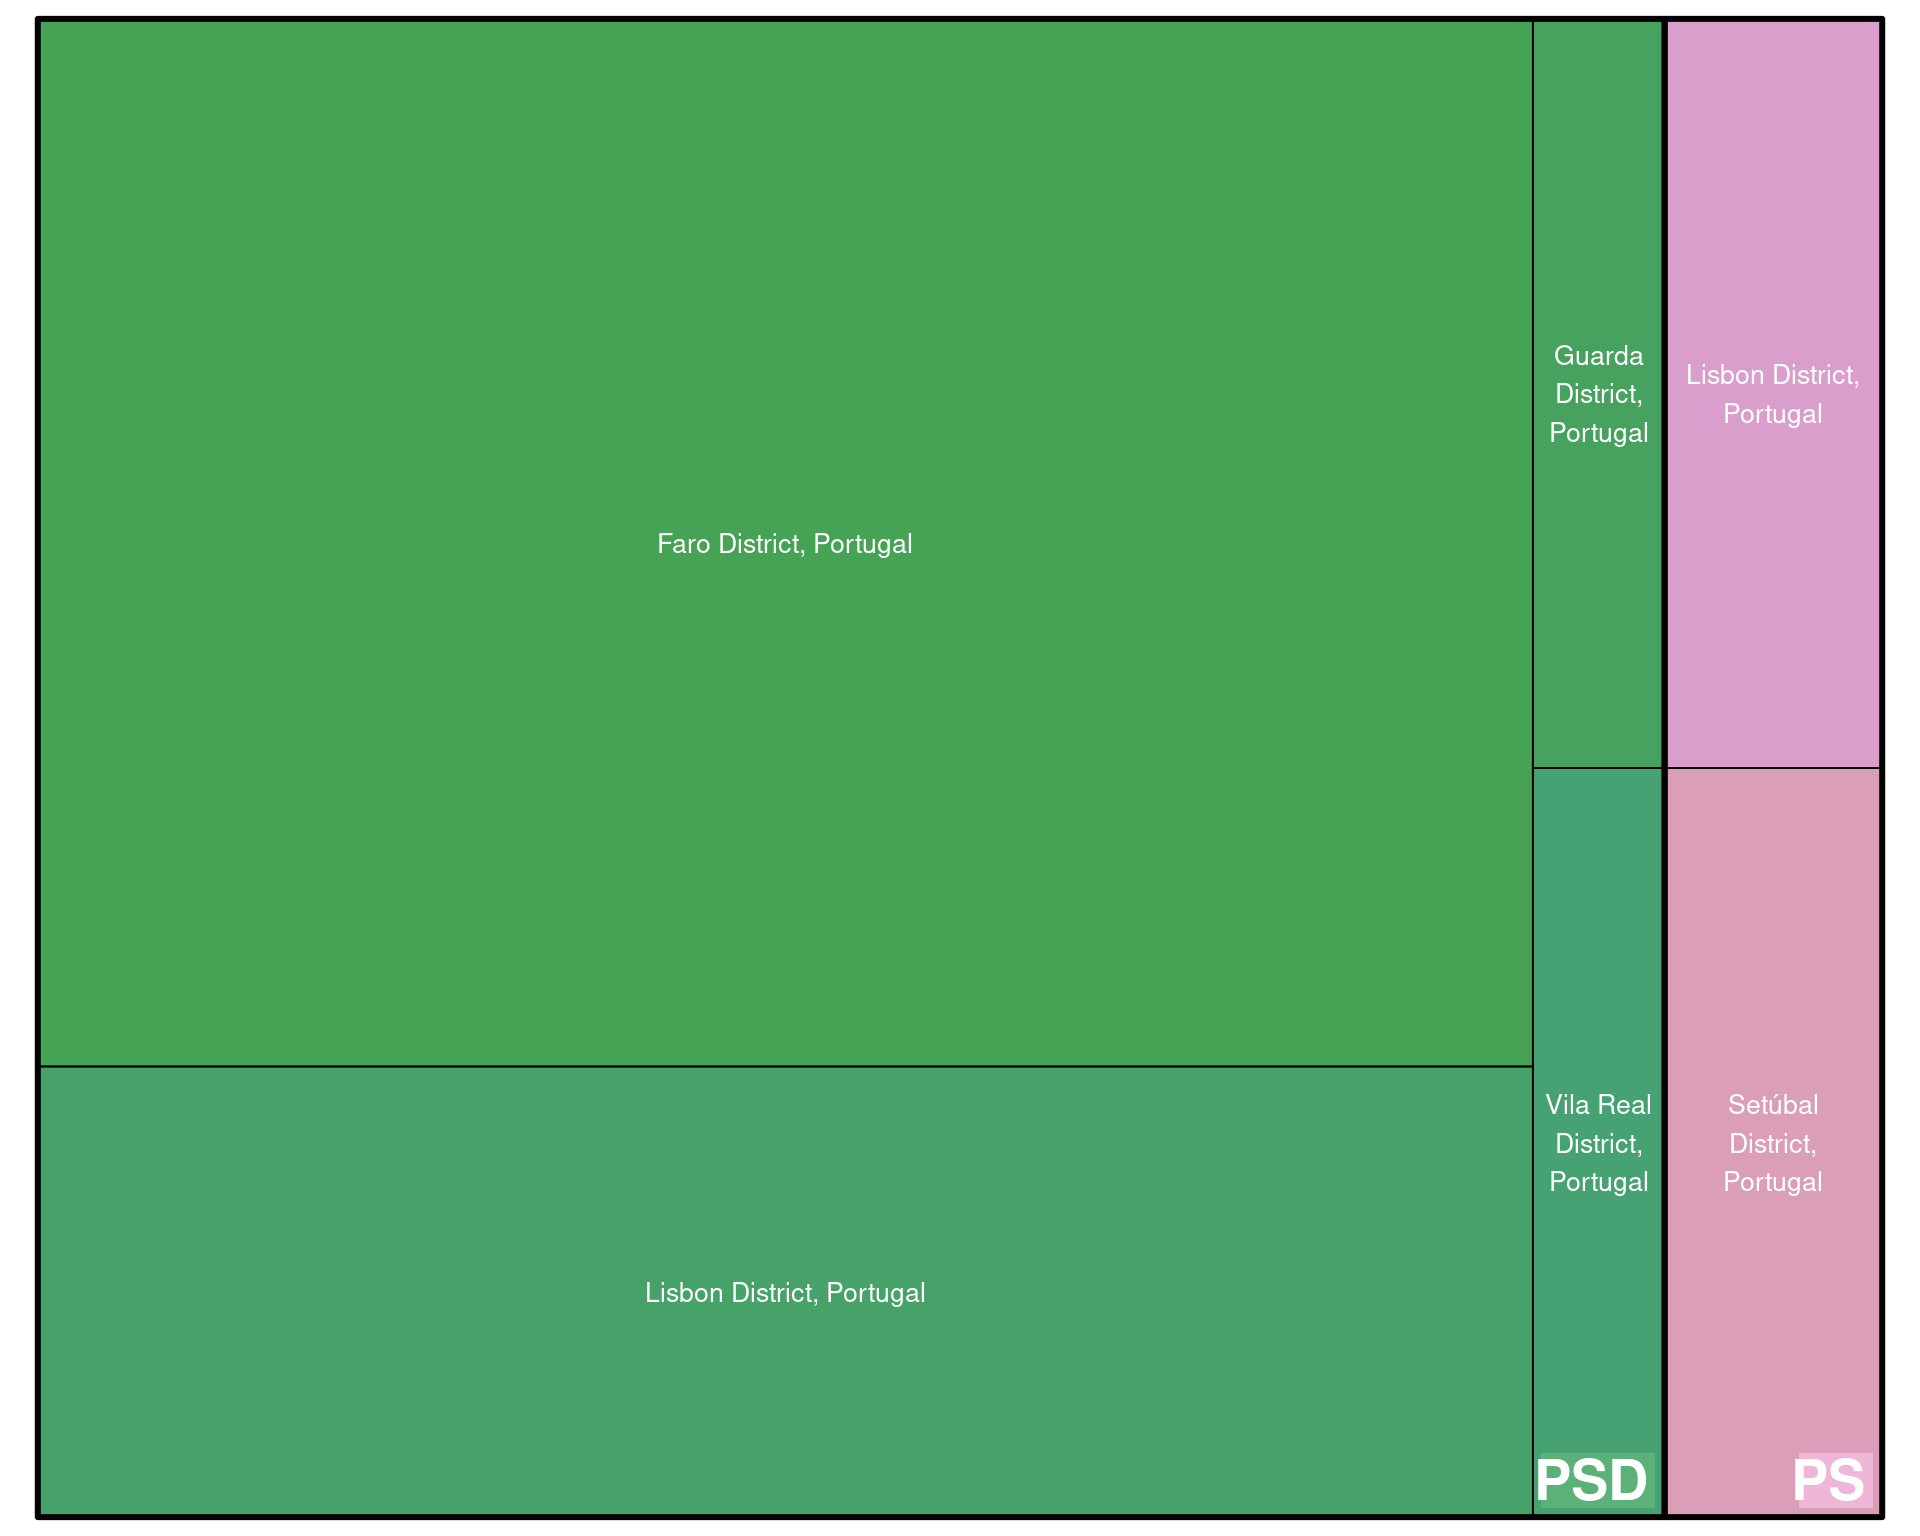 Faro District, Portugal
Lisbon District, Portugal
Guarda
District,
Portugal
Vila Real
District,
Portugal
PSD
Lisbon District,
Portugal
Setúbal
District,
Portugal
PS